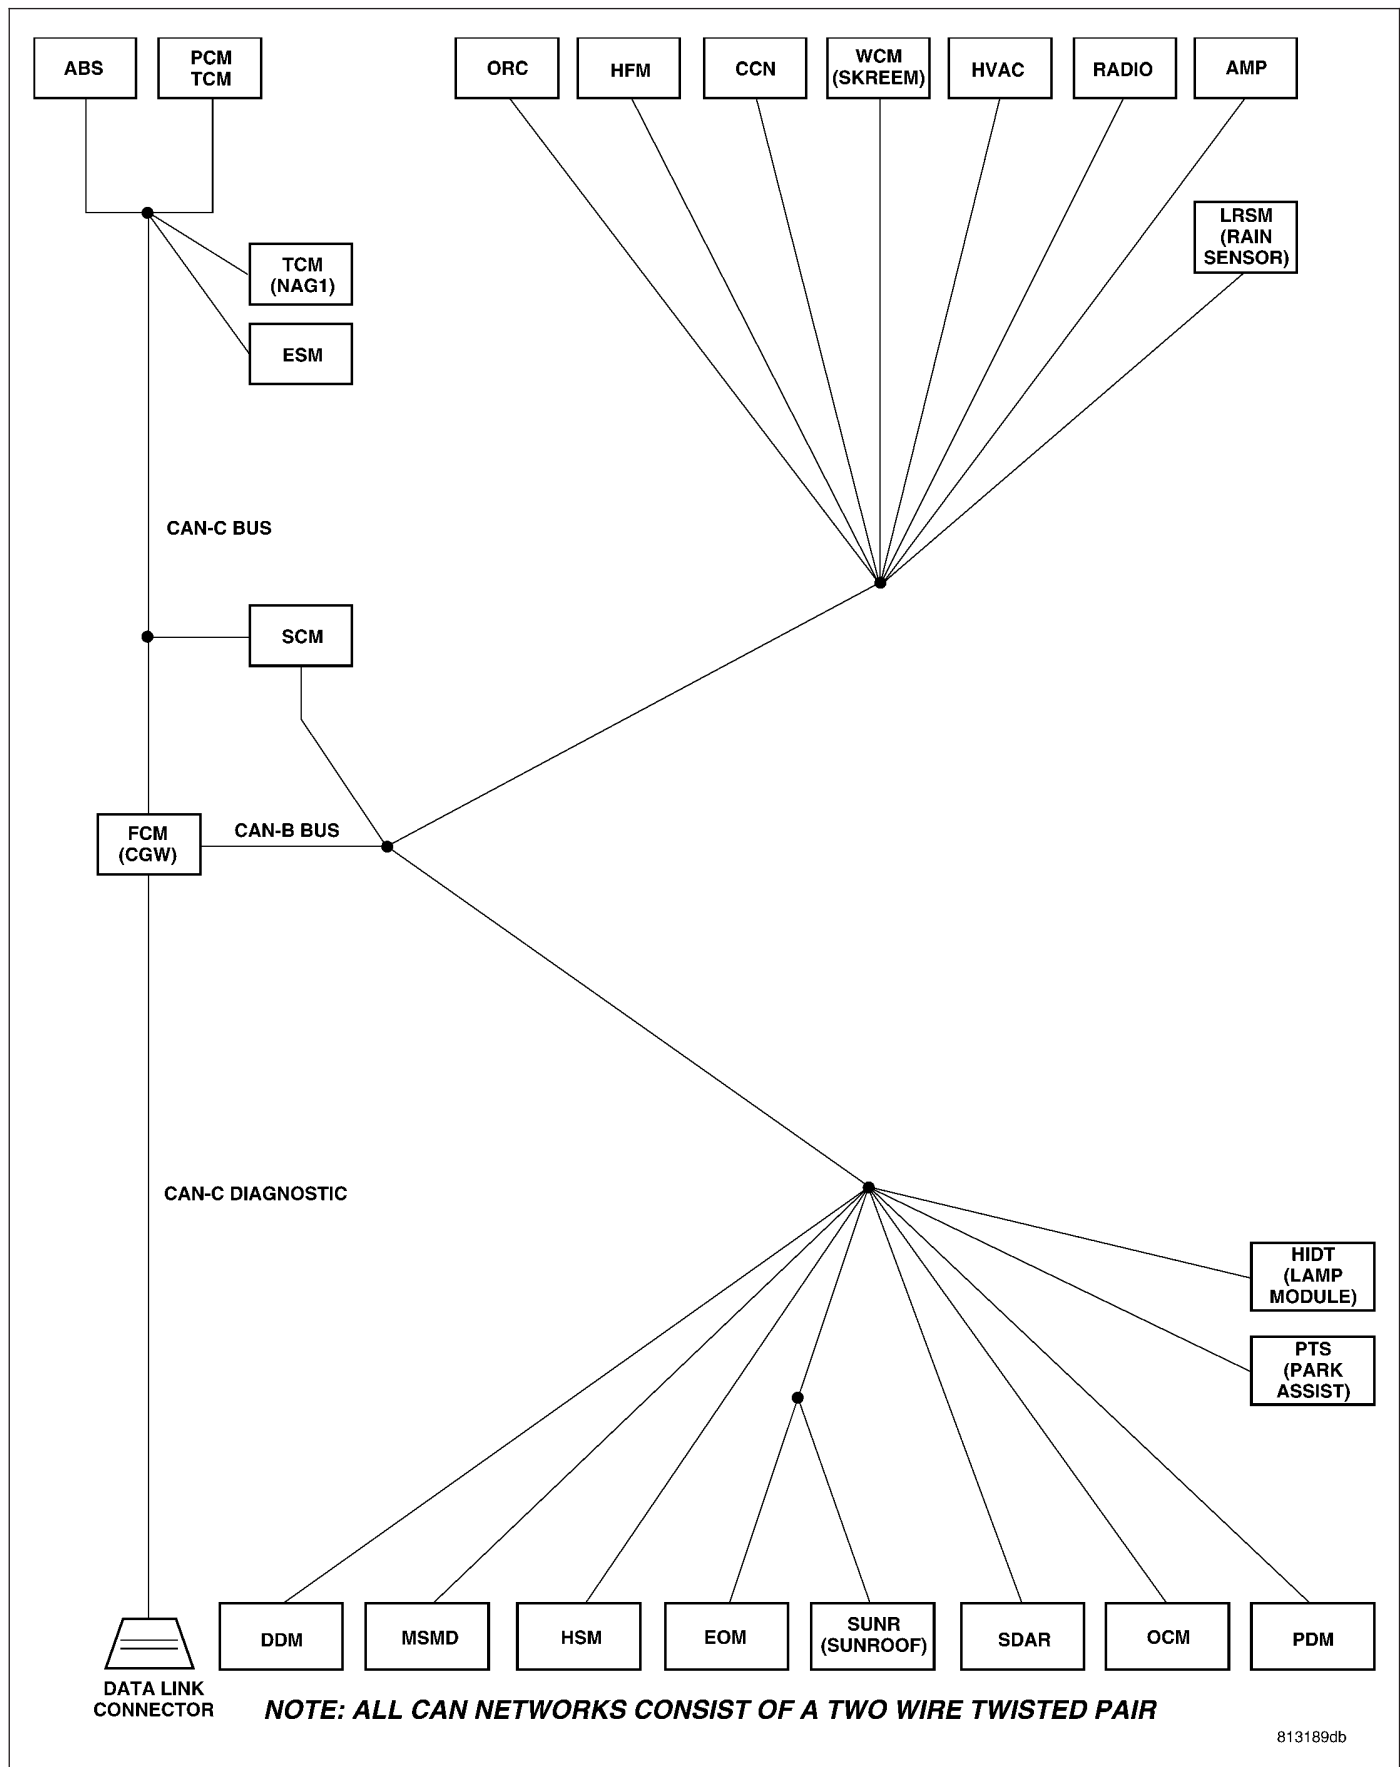 ABS
PCM
TCM
ORC
HFM
CCN
WCM
(SKREEM)
HVAC
RADIO
AMP
LRSM
(RAIN
SENSOR)
TCM
(NAG1)
ESM
CAN-C BUS
SCM
FCM
(CGW)
CAN-B BUS
CAN-C DIAGNOSTIC
HIDT
(LAMP
MODULE)
PTS
(PARK
ASSIST)
DDM
MSMD
HSM
EOM
SUNR
(SUNROOF)
SDAR
OCM
PDM
DATA LINK
CONNECTOR
NOTE: ALL CAN NETWORKS CONSIST OF A TWO WIRE TWISTED PAIR
813189db